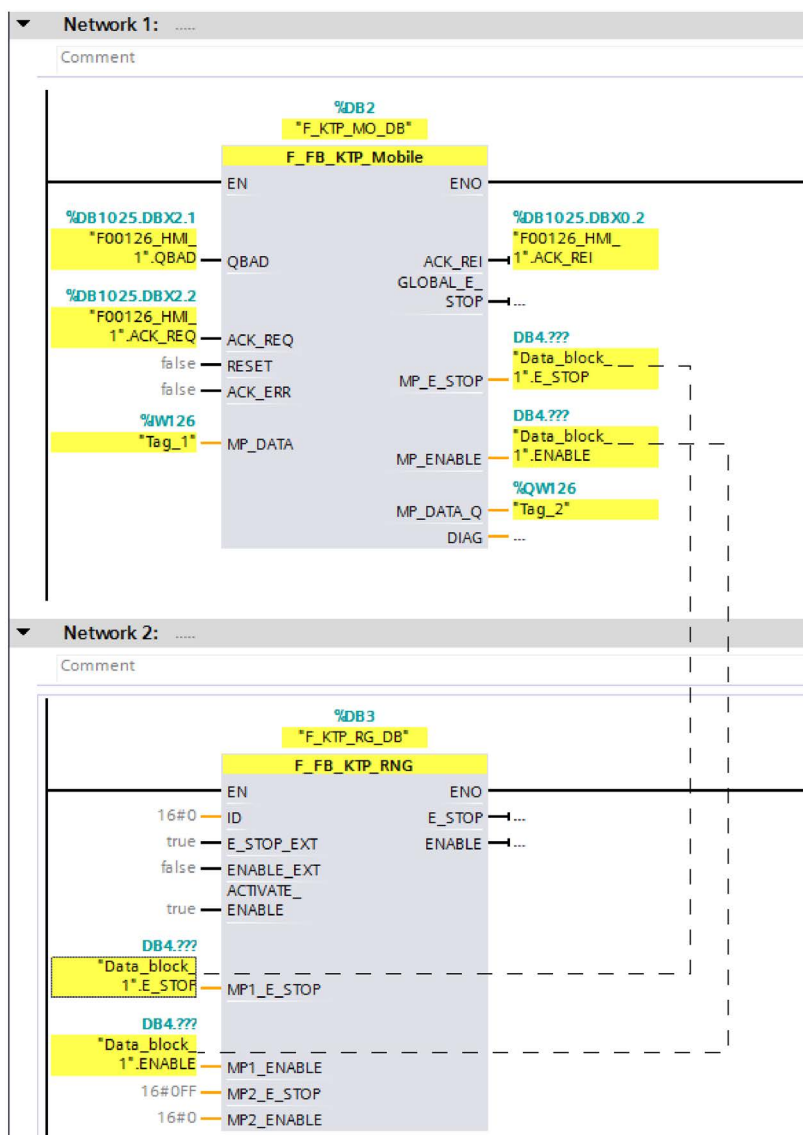 Network 1: .....
Comment
%DB2
"F_KTP_MO_DB"
F_FB_KTP_Mobile
EN ENO
%DB1025.DBX2.1
"F00126_HMI_
1".QBAD
QBAD
%DB1025.DBX0.2
"F00126_HMI_
1".ACK_REI
ACK_REI
GLOBAL_E_
STOP ...
%DB1025.DBX2.2
"F00126_HMI_
1".ACK_REQ
ACK_REQ
false RESET
false ACK_ERR
DB4.???
"Data_block_
1".E_STOP
MP_E_STOP
%IW126
"Tag_1"
MP_DATA
DB4.???
"Data_block_
1".ENABLE
MP_ENABLE
%QW126
MP_DATA_Q "Tag_2"
DIAG ...
Network 2: .....
Comment
%DB3
"F_KTP_RG_DB"
F_FB_KTP_RNG
EN ENO
16#0 ID E_STOP ...
true E_STOP_EXT ENABLE ...
false ENABLE_EXT
ACTIVATE_
true ENABLE
DB4.???
"Data_block_
1".E_STOP
MP1_E_STOP
DB4.???
"Data_block_
1".ENABLE
MP1_ENABLE
16#0FF MP2_E_STOP
16#0 MP2_ENABLE